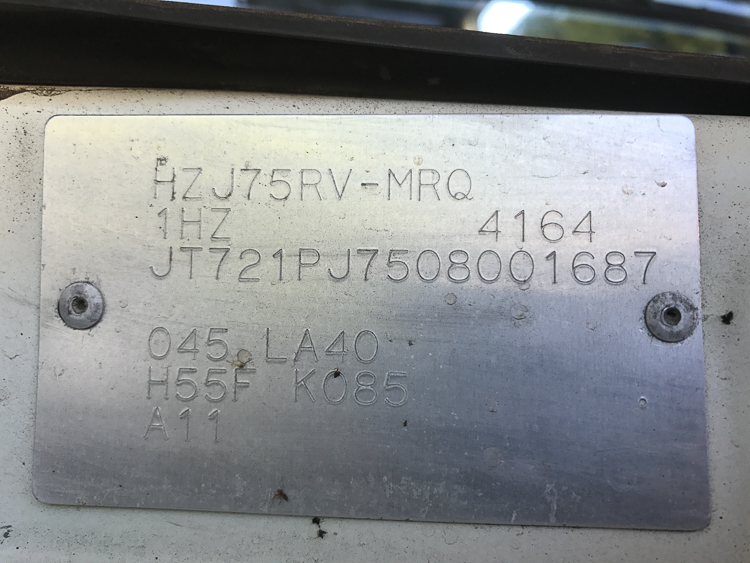 HZJ75RV-MRQ
1HZ 4164
JT721PJ7508001687
045 LA40
H55F K085
A11